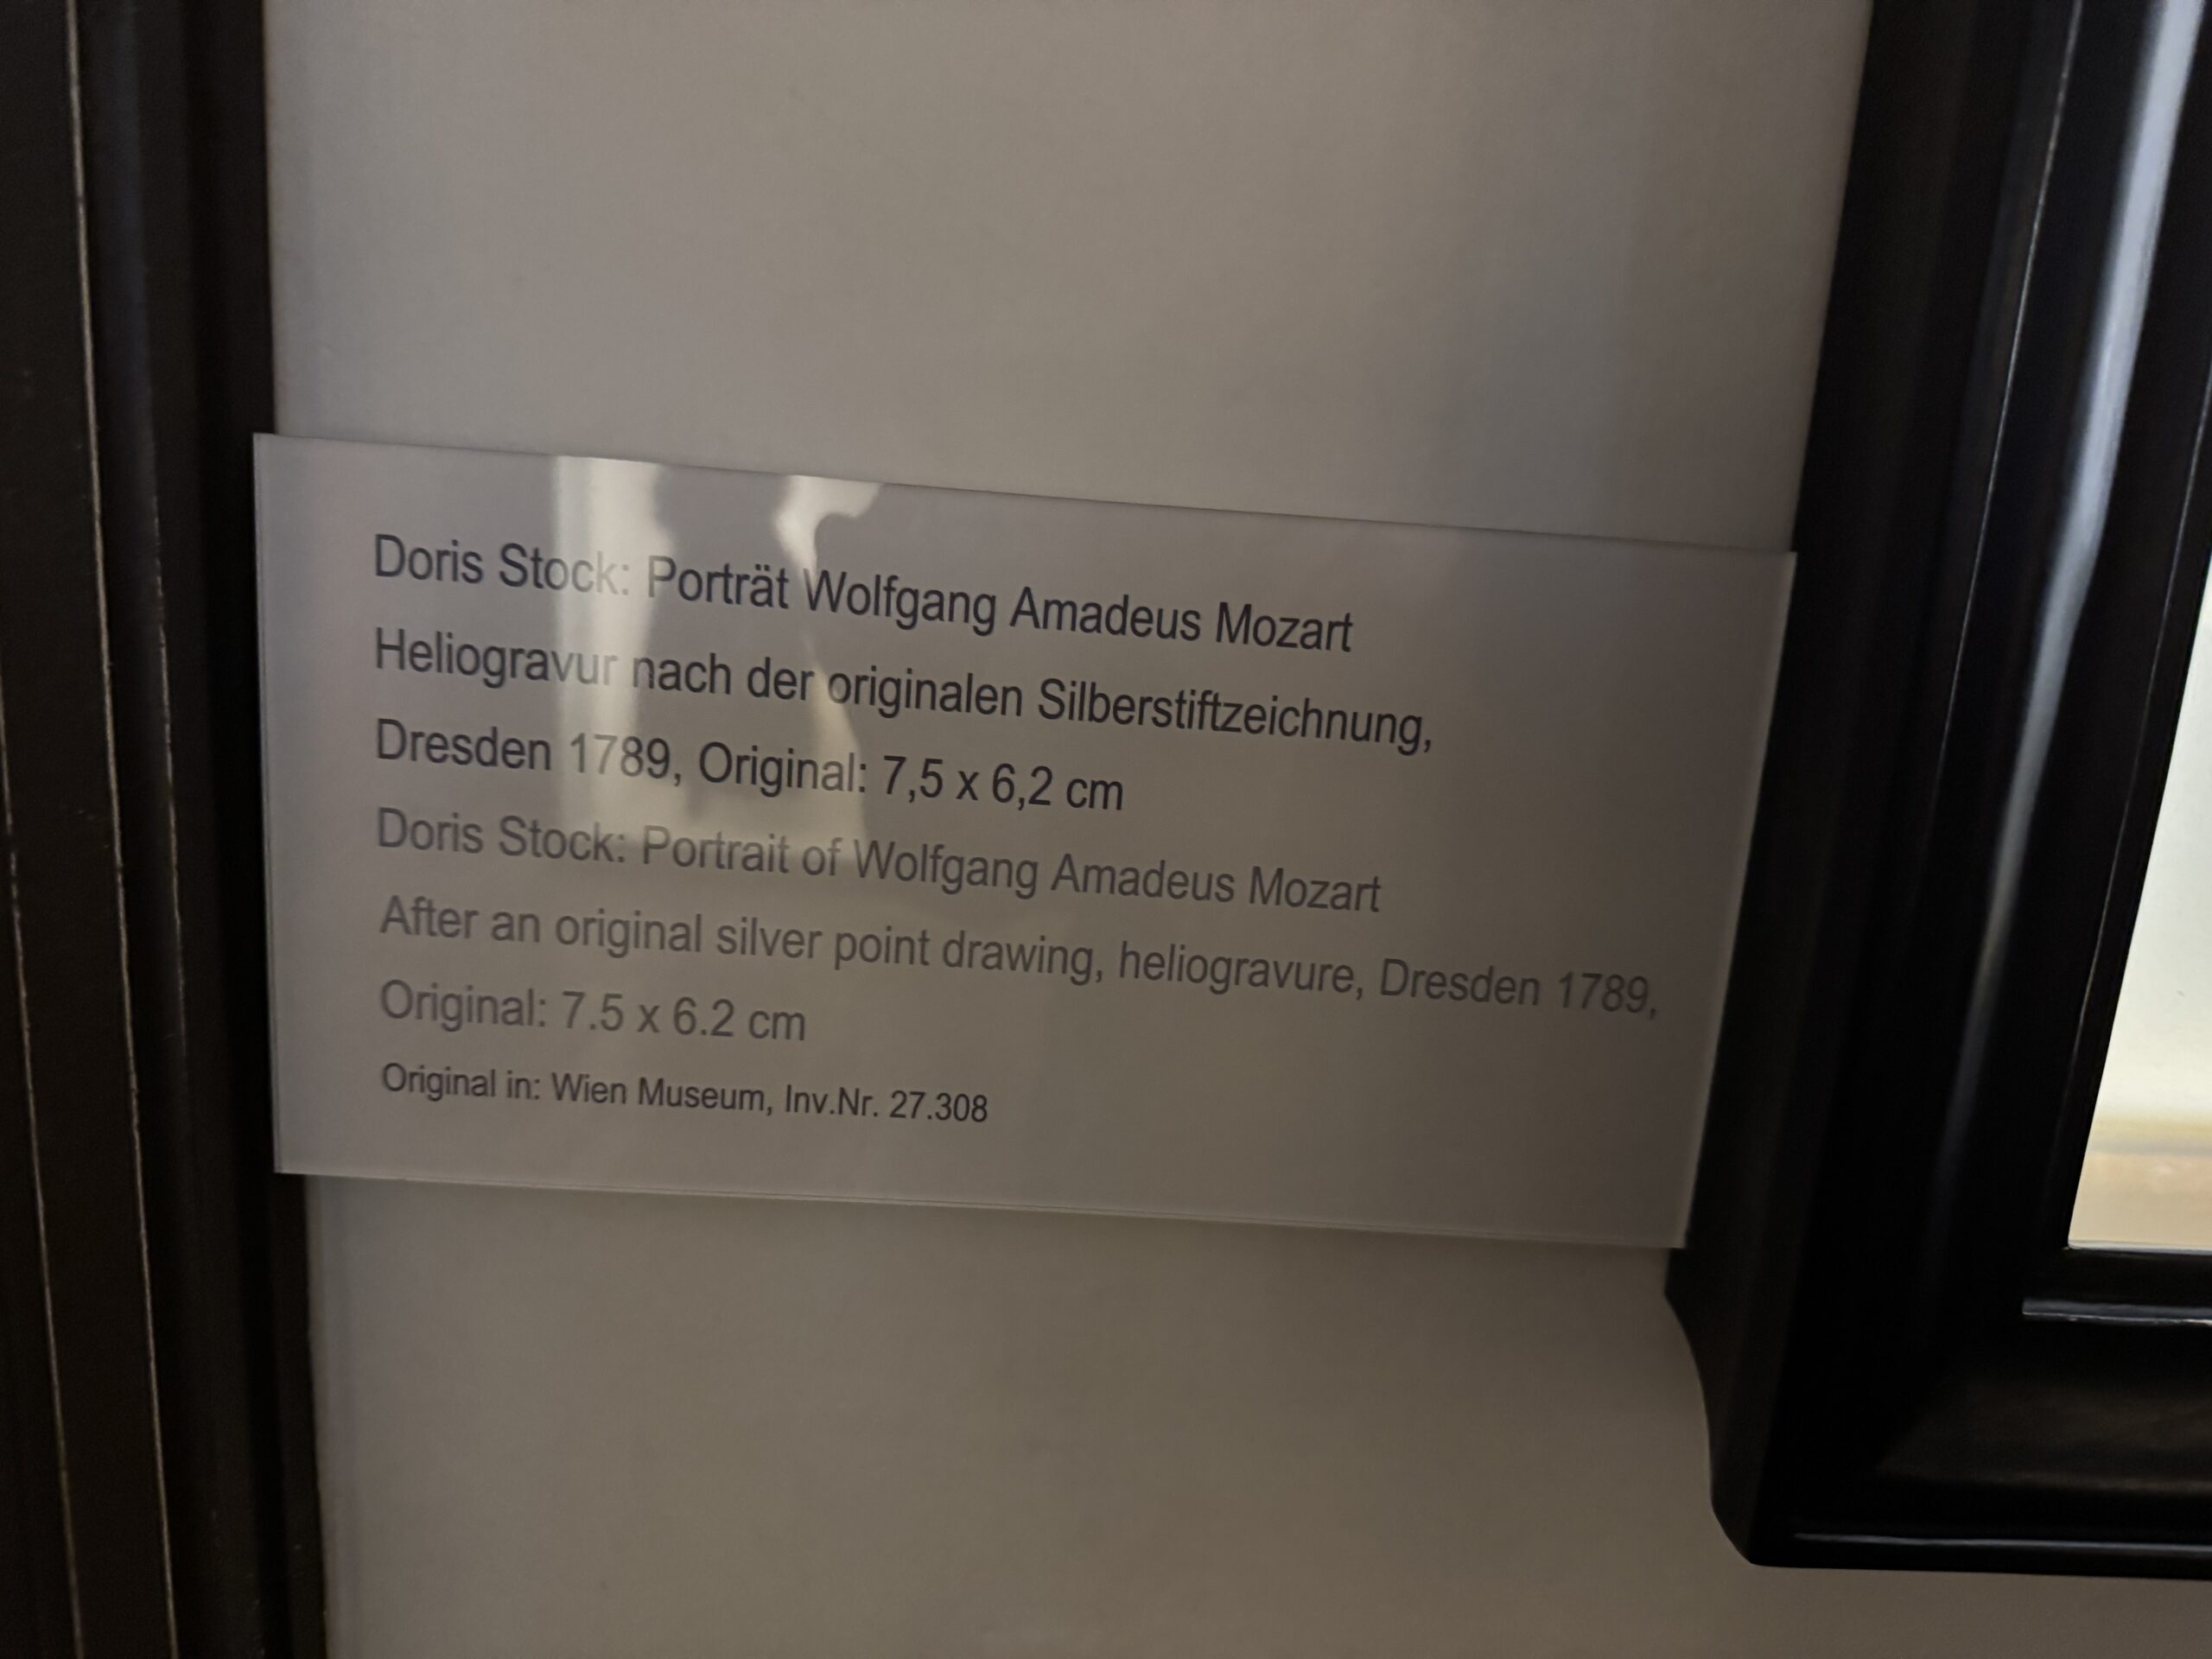 Doris Stock: Porträt Wolfgang Amadeus Mozart
Heliogravur nach der originalen Silberstiftzeichnung,
Dresden 1789, Original: 7,5 x 6,2 cm
Doris Stock: Portrait of Wolfgang Amadeus Mozart
After an original silver point drawing, heliogravure, Dresden 1789,
Original: 7.5 x 6.2 cm
Original in: Wien Museum, Inv.Nr. 27.308